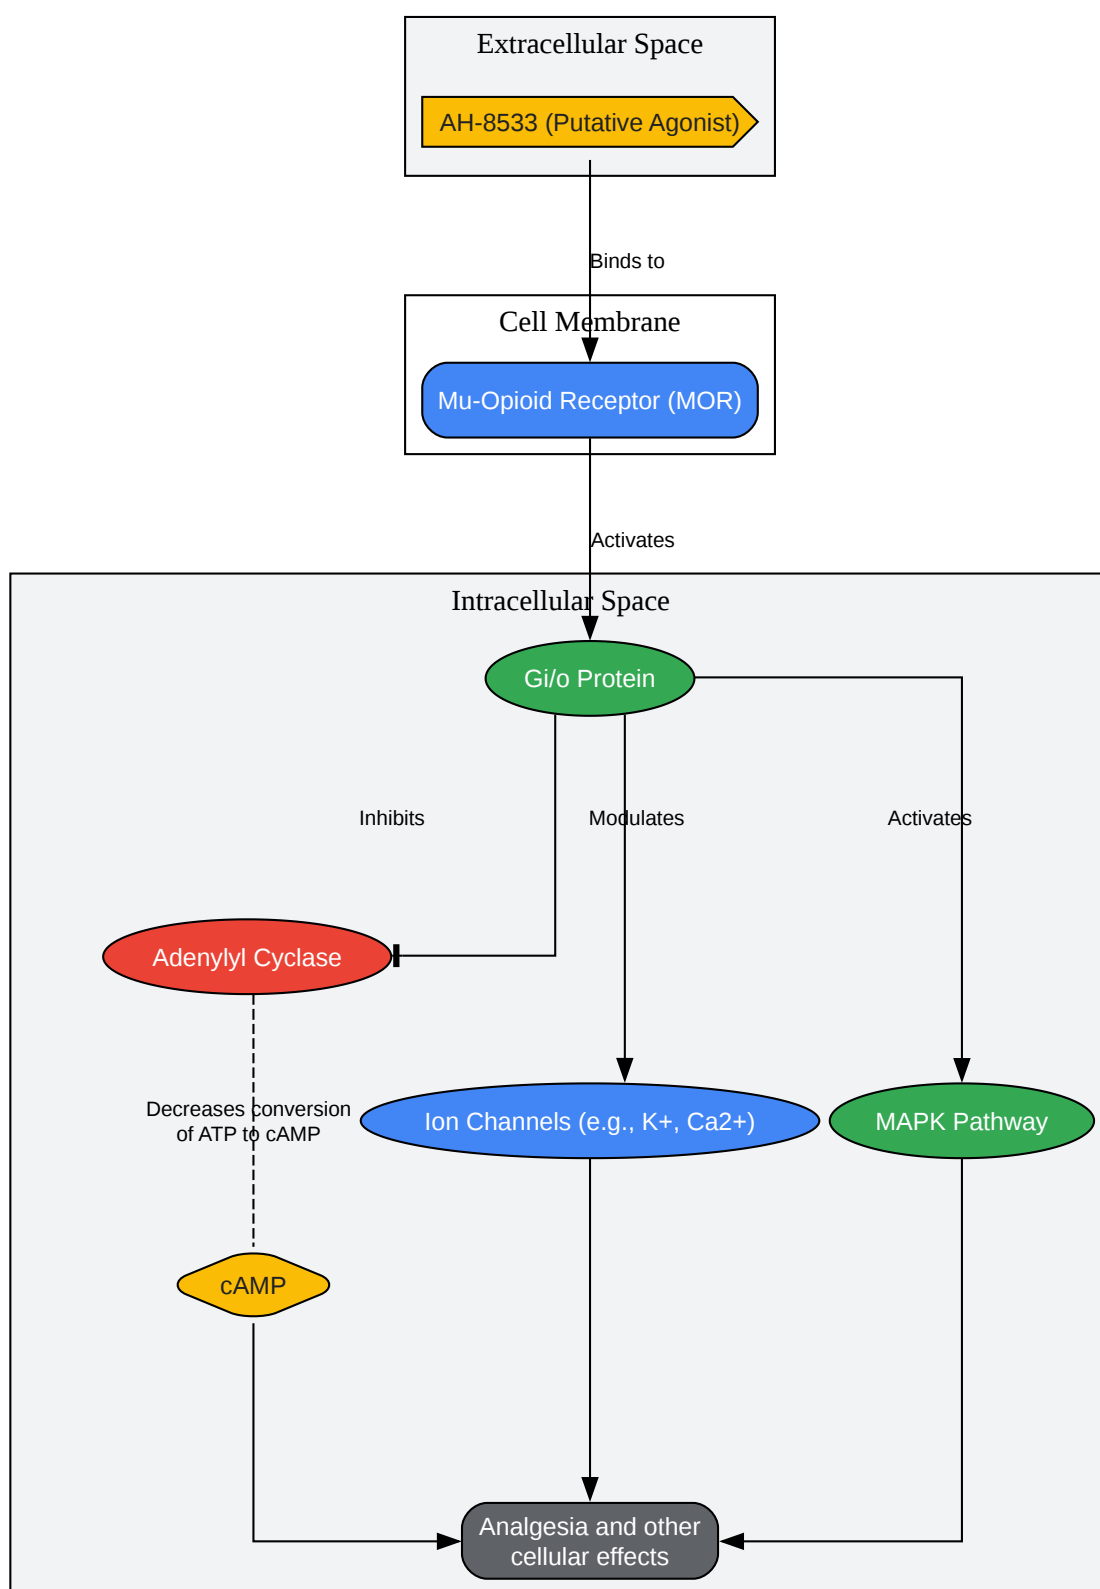 Extracellular Space
AH-8533 (Putative Agonist)
Binds to
Cell Membrane
Mu-Opioid Receptor (MOR)
Activates
Intracellular Space
Gi/o Protein
Inhibits
Modulates
Activates
Adenylyl Cyclase
Decreases conversion
of ATP to cAMP
Ion Channels (e.g., K+, Ca2+)
MAPK Pathway
cAMP
Analgesia and other
cellular effects